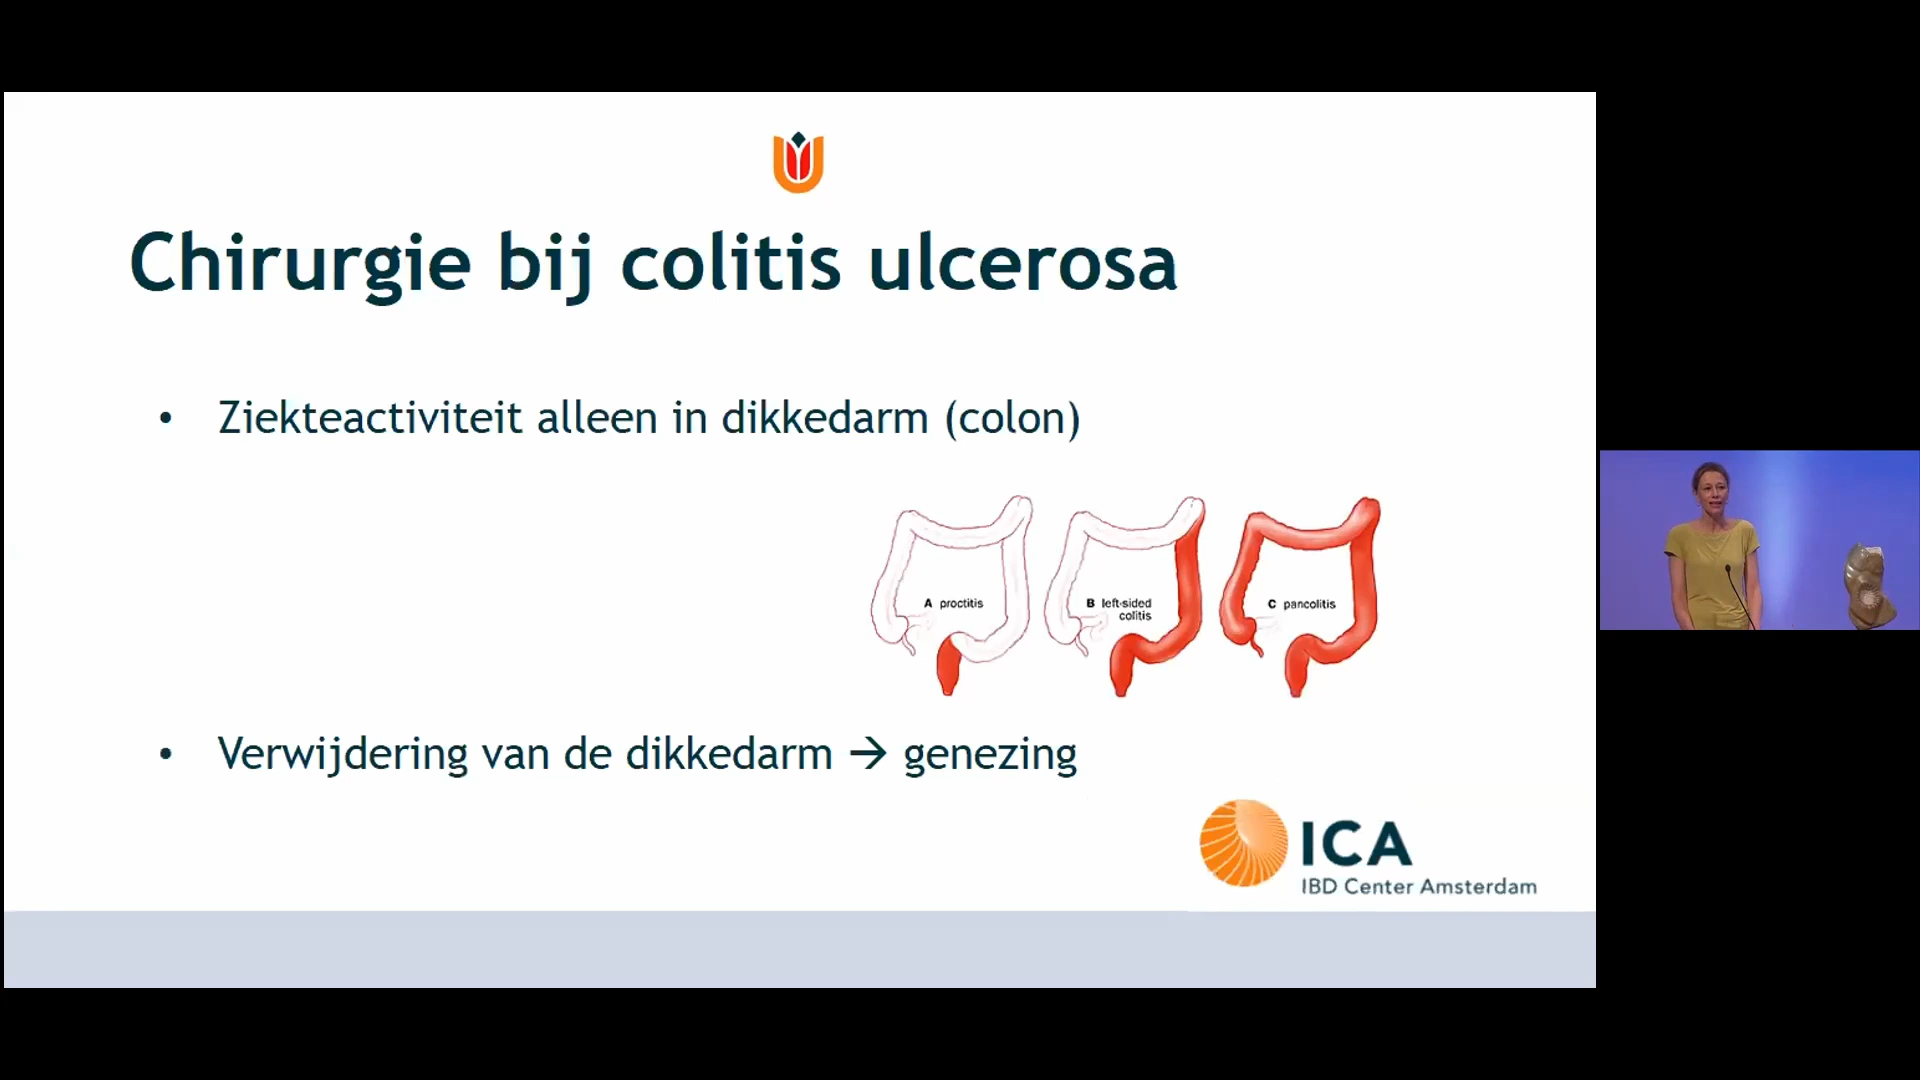 Chirurgie bij colitis ulcerosa
• Ziekteactiviteit alleen in dikkedarm (colon)
A proctitis
B left-sided
colitis
C pancolitis
• Verwijdering van de dikkedarm → genezing
ICA
IBD Center Amsterdam